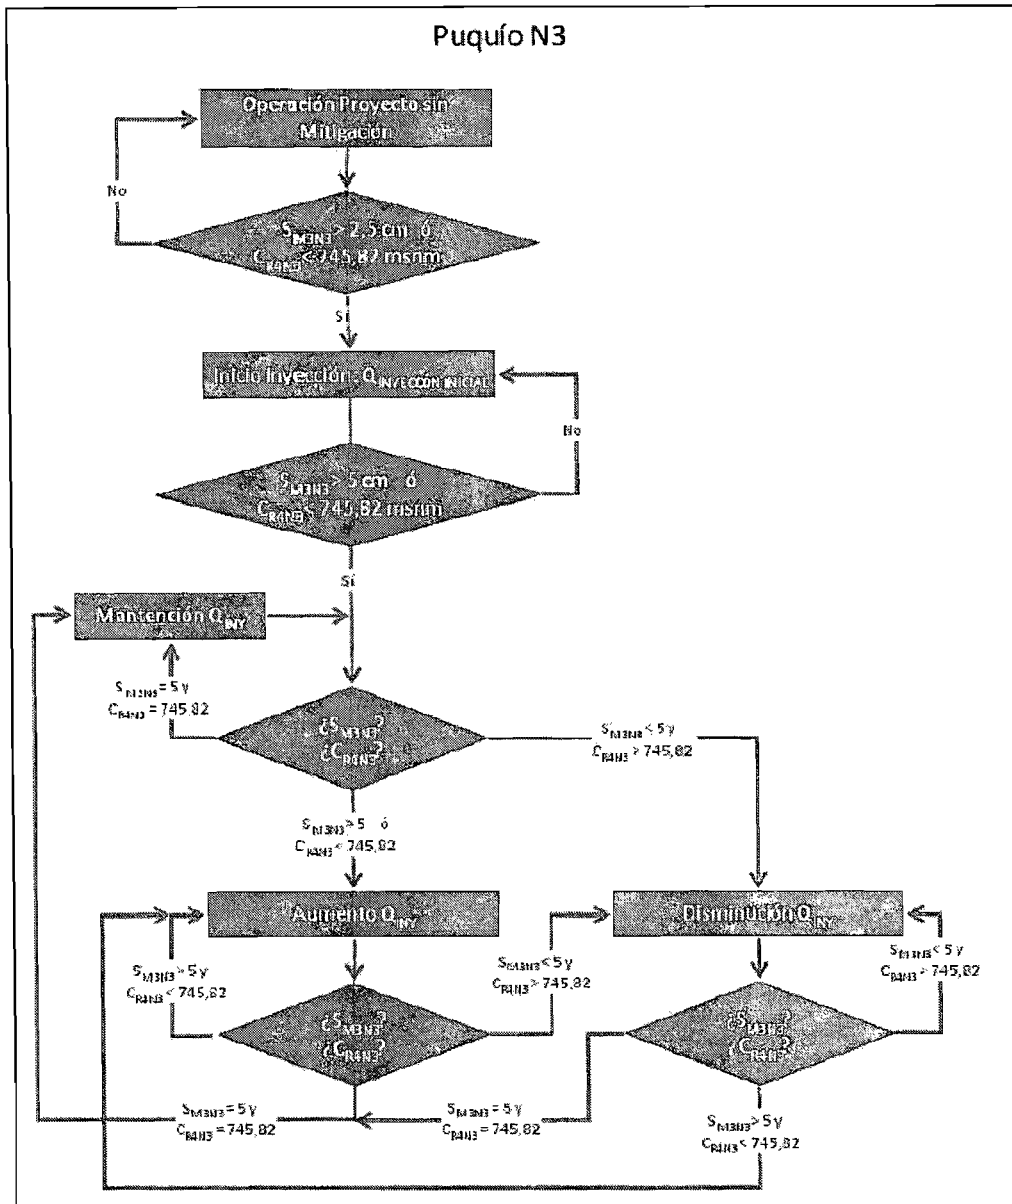 Puquío N3
Operación Proyecto sin
Mitigación
No
S M3N3 > 2,5 cm ó
C R4N3 < 745,82 msnm
Sí
Inicio Inyección : Q INYECCÓN INICIAL
No
S M3N3 > 5 cm ó
C R4N3 < 745,82 msnm
Sí
Mantención Q INY
S M3N3 = 5 y
C R4N3 = 745,82
¿S M3N3?
¿C R4N3?
S M3N3 < 5 y
C R4N3 > 745,82
S M3N3 > 5 ó
C R4N3 < 745,82
Aumento Q INY
Disminución Q INY
S M3N3 > 5 y
C R4N3 < 745,82
S M3N3 < 5 y
C R4N3 > 745,82
S M3N3 < 5 y
C R4N3 > 745,82
¿S M3N3?
¿C R4N3?
¿S M3N3?
¿C R4N3?
S M3N3 = 5 y
C R4N3 = 745,82
S M3N3 = 5 y
C R4N3 = 745,82
S M3N3 > 5 y
C R4N3 < 745,82